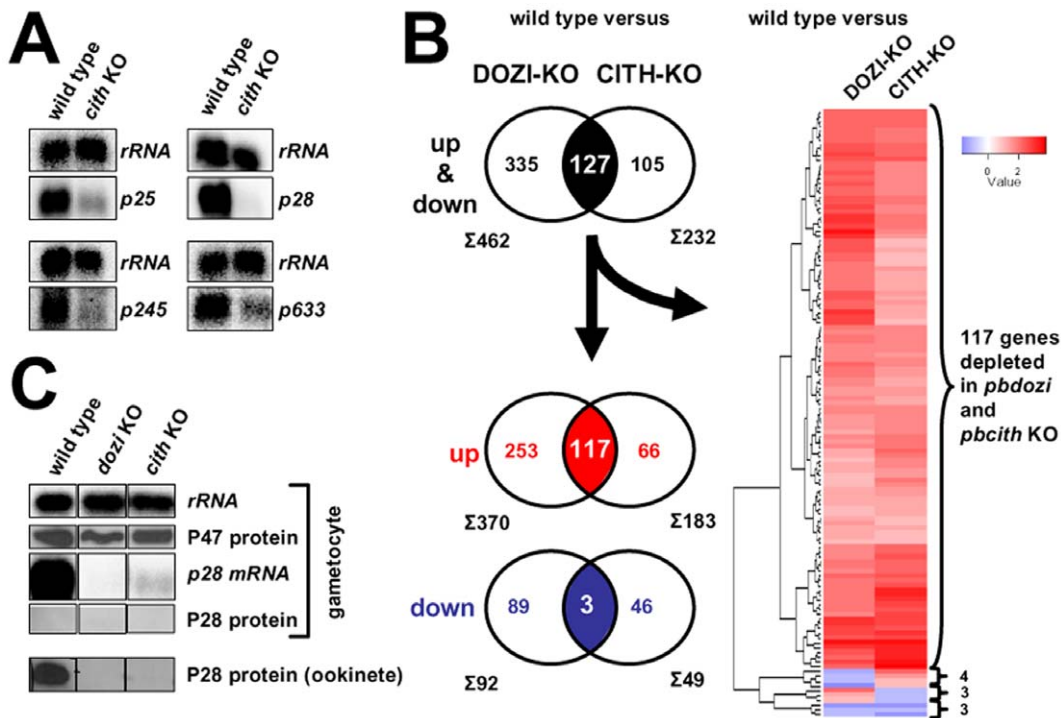 A
wild type
cith KO
wild type
cith KO
rRNA
rRNA
p25
p28
rRNA
rRNA
p245
p633
B
wild type versus
wild type versus
DOZI-KO
CITH-KO
DOZI-KO
CITH-KO
up
&
down
335
127
105
Σ462
Σ232
up
253
117
66
Σ370
Σ183
down
89
3
46
Σ92
Σ49
0
2
Value
117 genes
depleted
in pbdozi
and
pbcith KO
4
3
3
C
wild type
dozi KO
cith KO
rRNA
P47 protein
p28 mRNA
P28 protein
gametocyte
P28 protein (ookinete)